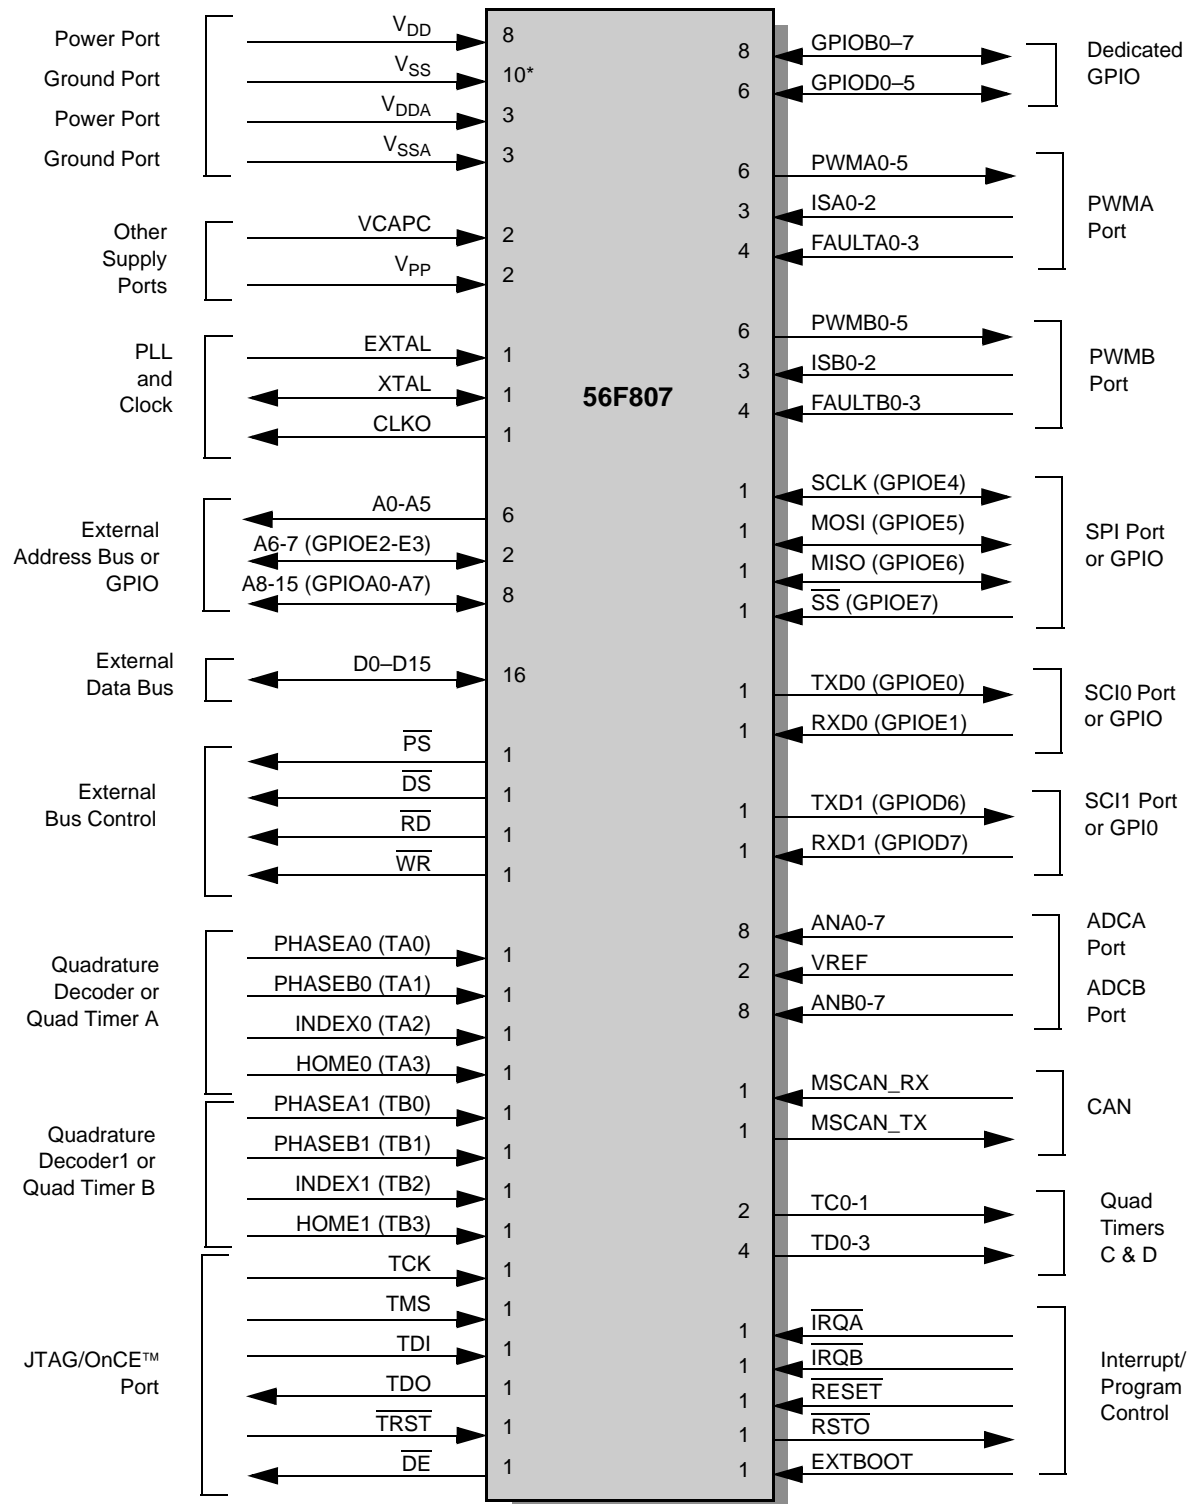 Power Port
Ground Port
Power Port
Ground Port
VDD
8
VSS
10*
VDDA
3
VSSA
3
Other
Supply
Ports
VCAPC
2
VPP
2
PLL
and
Clock
EXTAL
1
XTAL
1
CLKO
1
External
Address Bus or
GPIO
A0-A5
6
A6-7 (GPIOE2-E3)
2
A8-15 (GPIOA0-A7)
8
External
Data Bus
D0–D15
16
External
Bus Control
PS
1
DS
1
RD
1
WR
1
Quadrature
Decoder or
Quad Timer A
PHASEA0 (TA0)
1
PHASEB0 (TA1)
1
INDEX0 (TA2)
1
HOME0 (TA3)
1
Quadrature
Decoder1 or
Quad Timer B
PHASEA1 (TB0)
1
PHASEB1 (TB1)
1
INDEX1 (TB2)
1
HOME1 (TB3)
1
JTAG/OnCE™
Port
TCK
1
TMS
1
TDI
1
TDO
1
TRST
1
DE
1
56F807
8
GPIOB0–7
6
GPIOD0–5
Dedicated
GPIO
6
PWMA0-5
3
ISA0-2
4
FAULTA0-3
PWMA
Port
6
PWMB0-5
3
ISB0-2
4
FAULTB0-3
PWMB
Port
1
SCLK (GPIOE4)
1
MOSI (GPIOE5)
1
MISO (GPIOE6)
1
SS (GPIOE7)
SPI Port
or GPIO
1
TXD0 (GPIOE0)
1
RXD0 (GPIOE1)
SCI0 Port
or GPIO
1
TXD1 (GPIOD6)
1
RXD1 (GPIOD7)
SCI1 Port
or GPI0
8
ANA0-7
2
VREF
8
ANB0-7
ADCA
Port
ADCB
Port
1
MSCAN_RX
1
MSCAN_TX
CAN
2
TC0-1
4
TD0-3
Quad
Timers
C & D
1
IRQA
1
IRQB
1
RESET
1
RSTO
1
EXTBOOT
Interrupt/
Program
Control